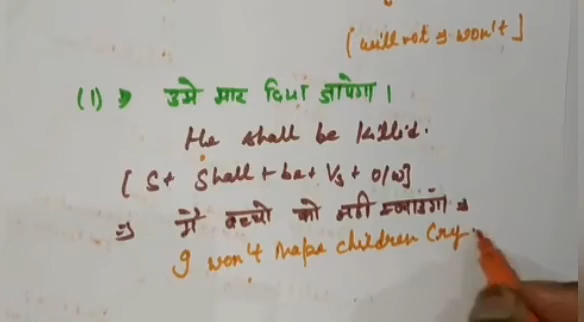 [will not ⇒ won't]
(1) ⇒ उसे मार दिया जायेगा।
He shall be killed.
[S+ Shall + be + V₃ + O/W]
⇒ मैं बच्चो को नही रूलाउंगा ⇒
I won't make children Cry.